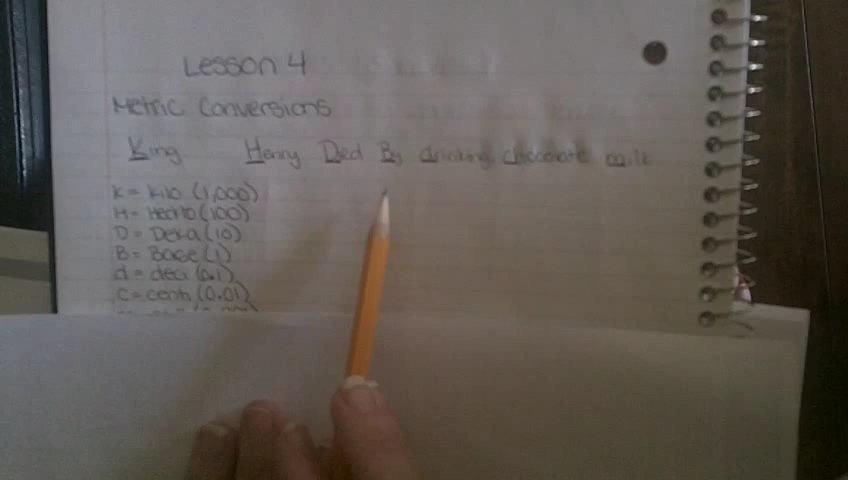 Lesson 4
Metric Conversions
King Henry Died By drinking chocolate milk
K = Kilo (1,000)
H = Hecto (100)
D = Deka (10)
B = Base (1)
d = deci (0.1)
C = centi (0.01)